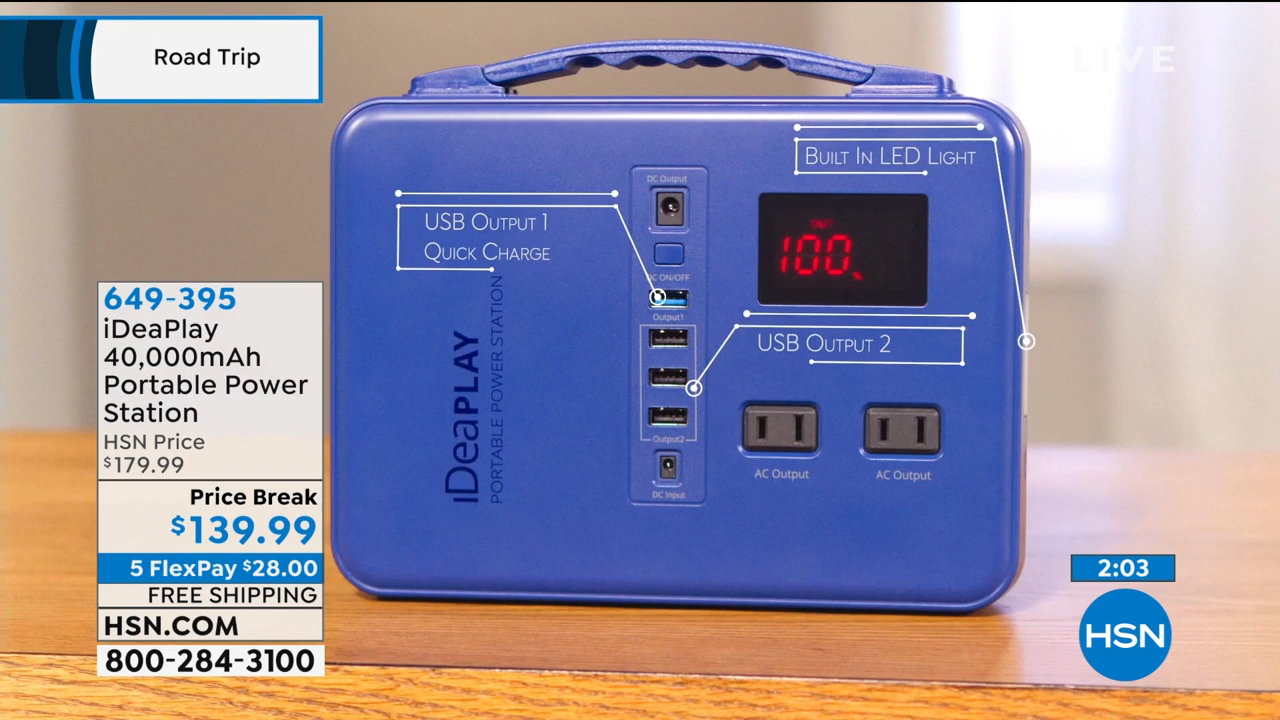 Road Trip
LIVE
649-395
iDeaPlay
40,000mAh
Portable Power
Station
HSN Price
$179.99
Price Break
$139.99
5 FlexPay $28.00
FREE SHIPPING
HSN.COM
800-284-3100
USB Output 1
Quick Charge
Built In LED Light
USB Output 2
iDeaPLAY
PORTABLE POWER STATION
DC Output
DC ON/OFF
Output1
Output2
DC Input
OUT
100%
AC Output
AC Output
2:03
HSN